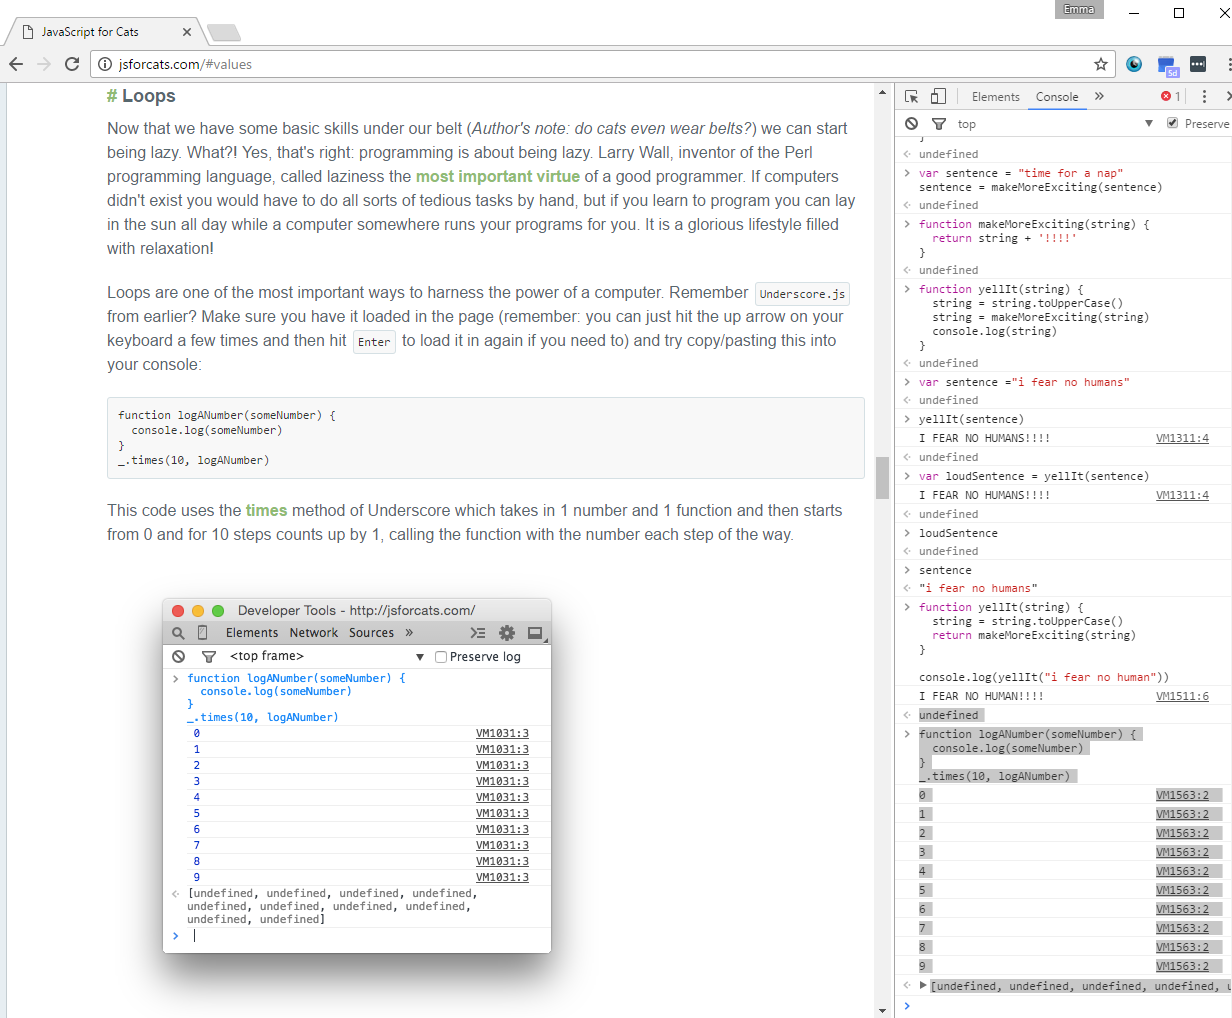 Emma
JavaScript for Cats
jsforcats.com/#values
5d
# Loops
Now that we have some basic skills under our belt (Author's note: do cats even wear belts?) we can start
being lazy. What?! Yes, that's right: programming is about being lazy. Larry Wall, inventor of the Perl
programming language, called laziness the most important virtue of a good programmer. If computers
didn't exist you would have to do all sorts of tedious tasks by hand, but if you learn to program you can lay
in the sun all day while a computer somewhere runs your programs for you. It is a glorious lifestyle filled
with relaxation!
Loops are one of the most important ways to harness the power of a computer. Remember Underscore.js
from earlier? Make sure you have it loaded in the page (remember: you can just hit the up arrow on your
keyboard a few times and then hit Enter to load it in again if you need to) and try copy/pasting this into
your console:
function logANumber(someNumber) {
console.log(someNumber)
}
_.times(10, logANumber)
This code uses the times method of Underscore which takes in 1 number and 1 function and then starts
from 0 and for 10 steps counts up by 1, calling the function with the number each step of the way.
Developer Tools - http://jsforcats.com/
Elements Network Sources »
<top frame> Preserve log
function logANumber(someNumber) {
console.log(someNumber)
}
_.times(10, logANumber)
0 VM1031:3
1 VM1031:3
2 VM1031:3
3 VM1031:3
4 VM1031:3
5 VM1031:3
6 VM1031:3
7 VM1031:3
8 VM1031:3
9 VM1031:3
[undefined, undefined, undefined, undefined,
undefined, undefined, undefined, undefined,
undefined, undefined]
Elements Console » 1
top Preserve
}
undefined
var sentence = "time for a nap"
sentence = makeMoreExciting(sentence)
undefined
function makeMoreExciting(string) {
return string + '!!!!'
}
undefined
function yellIt(string) {
string = string.toUpperCase()
string = makeMoreExciting(string)
console.log(string)
}
undefined
var sentence ="i fear no humans"
undefined
yellIt(sentence)
I FEAR NO HUMANS!!!! VM1311:4
undefined
var loudSentence = yellIt(sentence)
I FEAR NO HUMANS!!!! VM1311:4
undefined
loudSentence
undefined
sentence
"i fear no humans"
function yellIt(string) {
string = string.toUpperCase()
return makeMoreExciting(string)
}
console.log(yellIt("i fear no human"))
I FEAR NO HUMAN!!!! VM1511:6
undefined
function logANumber(someNumber) {
console.log(someNumber)
}
_.times(10, logANumber)
0 VM1563:2
1 VM1563:2
2 VM1563:2
3 VM1563:2
4 VM1563:2
5 VM1563:2
6 VM1563:2
7 VM1563:2
8 VM1563:2
9 VM1563:2
[undefined, undefined, undefined, undefined, u